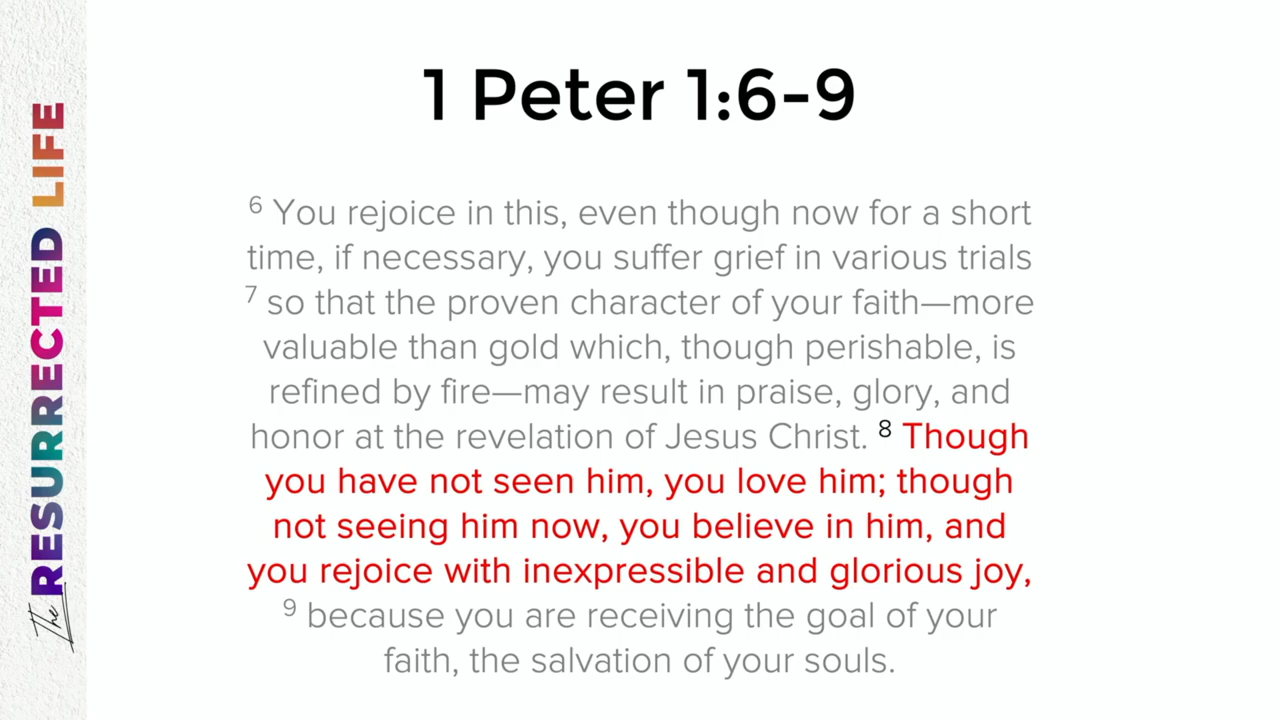 The RESURRECTED LIFE
1 Peter 1:6-9
⁶ You rejoice in this, even though now for a short
time, if necessary, you suffer grief in various trials
⁷ so that the proven character of your faith—more
valuable than gold which, though perishable, is
refined by fire—may result in praise, glory, and
honor at the revelation of Jesus Christ. ⁸ Though
you have not seen him, you love him; though
not seeing him now, you believe in him, and
you rejoice with inexpressible and glorious joy,
⁹ because you are receiving the goal of your
faith, the salvation of your souls.